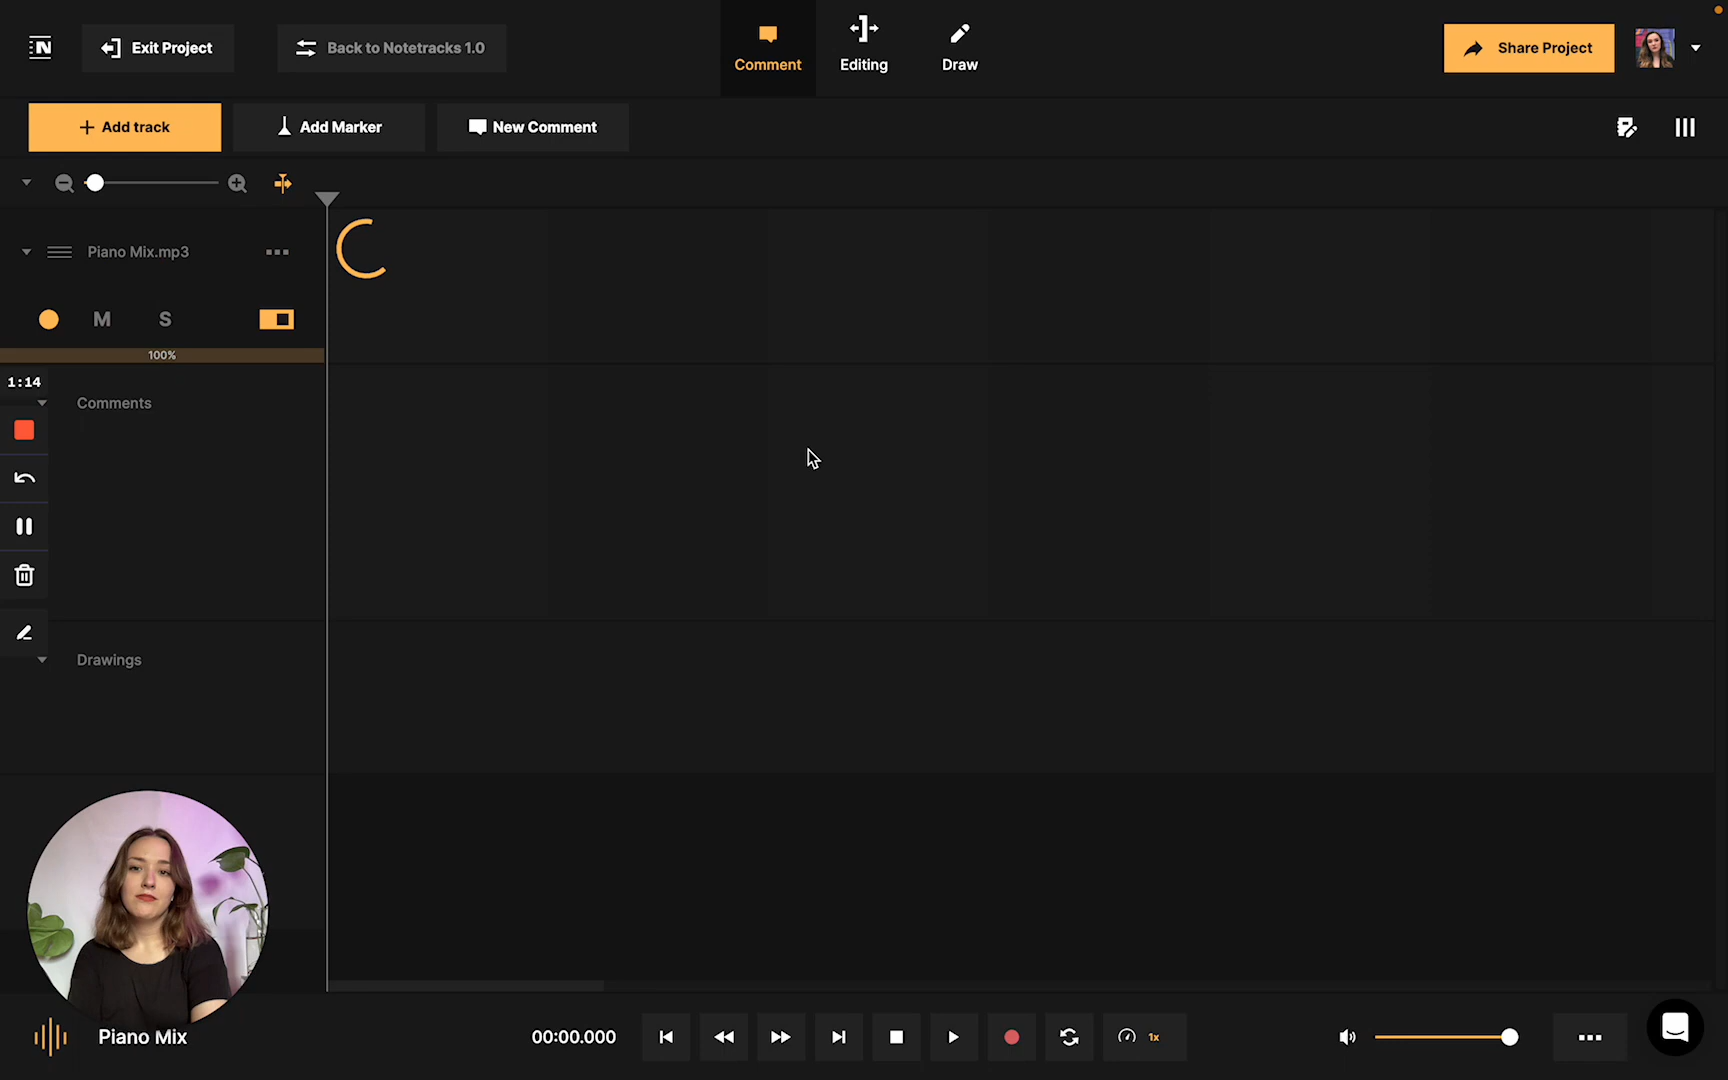 N Exit Project
Back to Notetracks 1.0
Comment
Editing
Draw
Share Project
+ Add track
Add Marker
New Comment
Piano Mix.mp3
M S
100%
1:14
Comments
Drawings
Piano Mix
00:00.000
1x